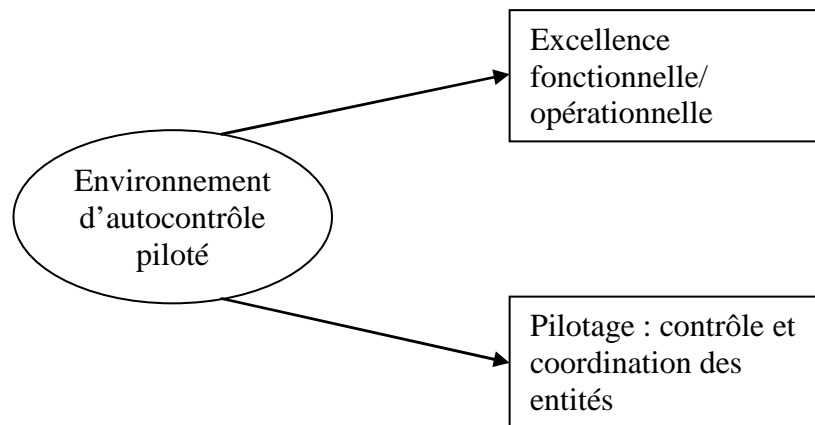 Excellence
fonctionnelle/
opérationnelle
Environnement
d'autocontrôle
piloté
Pilotage : contrôle et
coordination des
entités